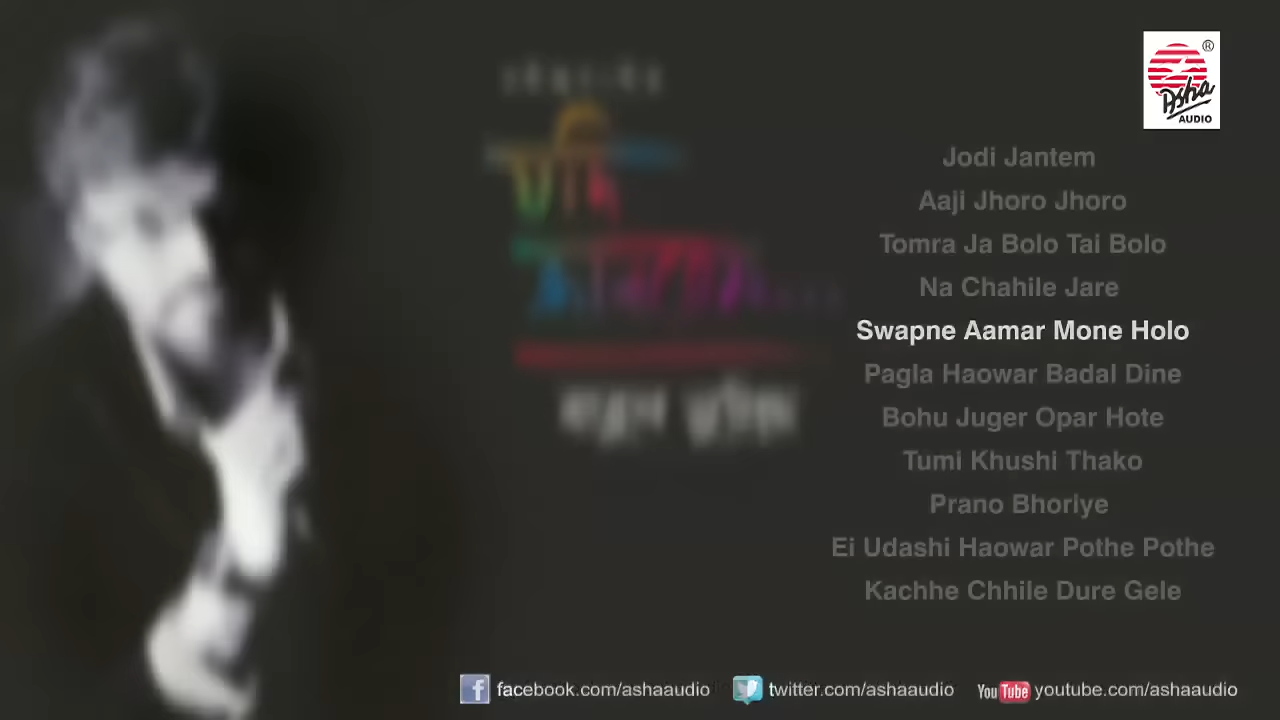 ®
Asha
AUDIO
Jodi Jantem
Aaji Jhoro Jhoro
Tomra Ja Bolo Tai Bolo
Na Chahile Jare
Swapne Aamar Mone Holo
Pagla Haowar Badal Dine
Bohu Juger Opar Hote
Tumi Khushi Thako
Prano Bhoriye
Ei Udashi Haowar Pothe Pothe
Kachhe Chhile Dure Gele
facebook.com/ashaaudio twitter.com/ashaaudio YouTube youtube.com/ashaaudio